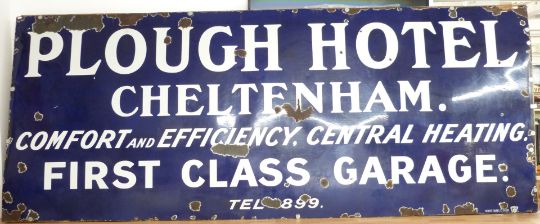 PLOUGH HOTEL
CHELTENHAM.
COMFORT AND EFFICIENCY. CENTRAL HEATING.
FIRST CLASS GARAGE.
TEL 899.